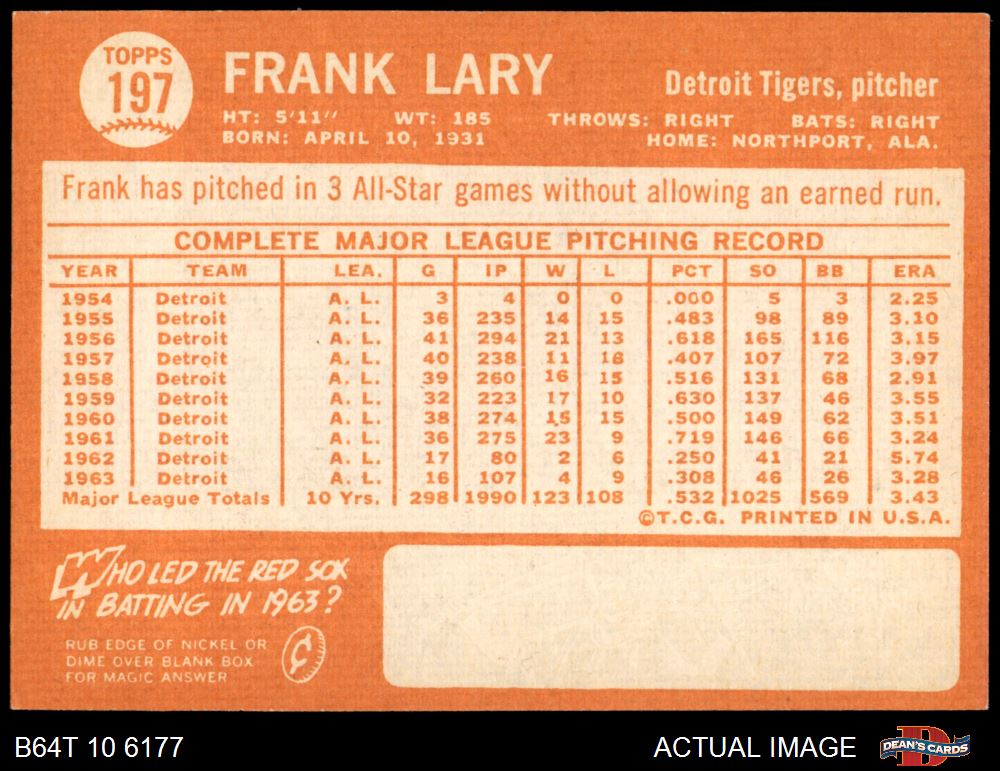 TOPPS
197
FRANK LARY
Detroit Tigers, pitcher
HT: 5'11" WT: 185 THROWS: RIGHT BATS: RIGHT
BORN: APRIL 10, 1931 HOME: NORTHPORT, ALA.
Frank has pitched in 3 All-Star games without allowing an earned run.
COMPLETE MAJOR LEAGUE PITCHING RECORD
YEAR TEAM LEA. G IP W L PCT SO BB ERA
1954 Detroit A. L. 3 4 0 0 .000 5 3 2.25
1955 Detroit A. L. 36 235 14 15 .483 98 89 3.10
1956 Detroit A. L. 41 294 21 13 .618 165 116 3.15
1957 Detroit A. L. 40 238 11 16 .407 107 72 3.97
1958 Detroit A. L. 39 260 16 15 .516 131 68 2.91
1959 Detroit A. L. 32 223 17 10 .630 137 46 3.55
1960 Detroit A. L. 38 274 15 15 .500 149 62 3.51
1961 Detroit A. L. 36 275 23 9 .719 146 66 3.24
1962 Detroit A. L. 17 80 2 6 .250 41 21 5.74
1963 Detroit A. L. 16 107 4 9 .308 46 26 3.28
Major League Totals 10 Yrs. 298 1990 123 108 .532 1025 569 3.43
©T.C.G. PRINTED IN U.S.A.
WHO LED THE RED SOX
IN BATTING IN 1963?
RUB EDGE OF NICKEL OR
DIME OVER BLANK BOX
FOR MAGIC ANSWER
¢
B64T 10 6177
ACTUAL IMAGE
D
DEAN'S CARDS